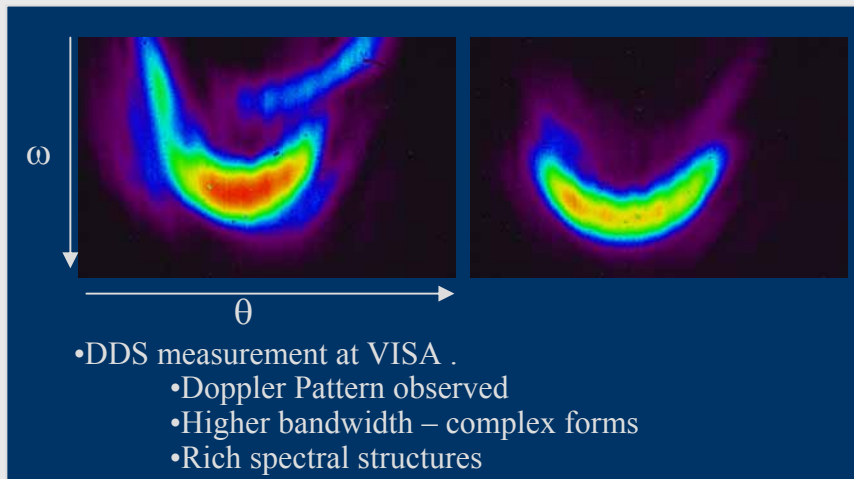 ω
θ
•DDS measurement at VISA .
•Doppler Pattern observed
•Higher bandwidth – complex forms
•Rich spectral structures